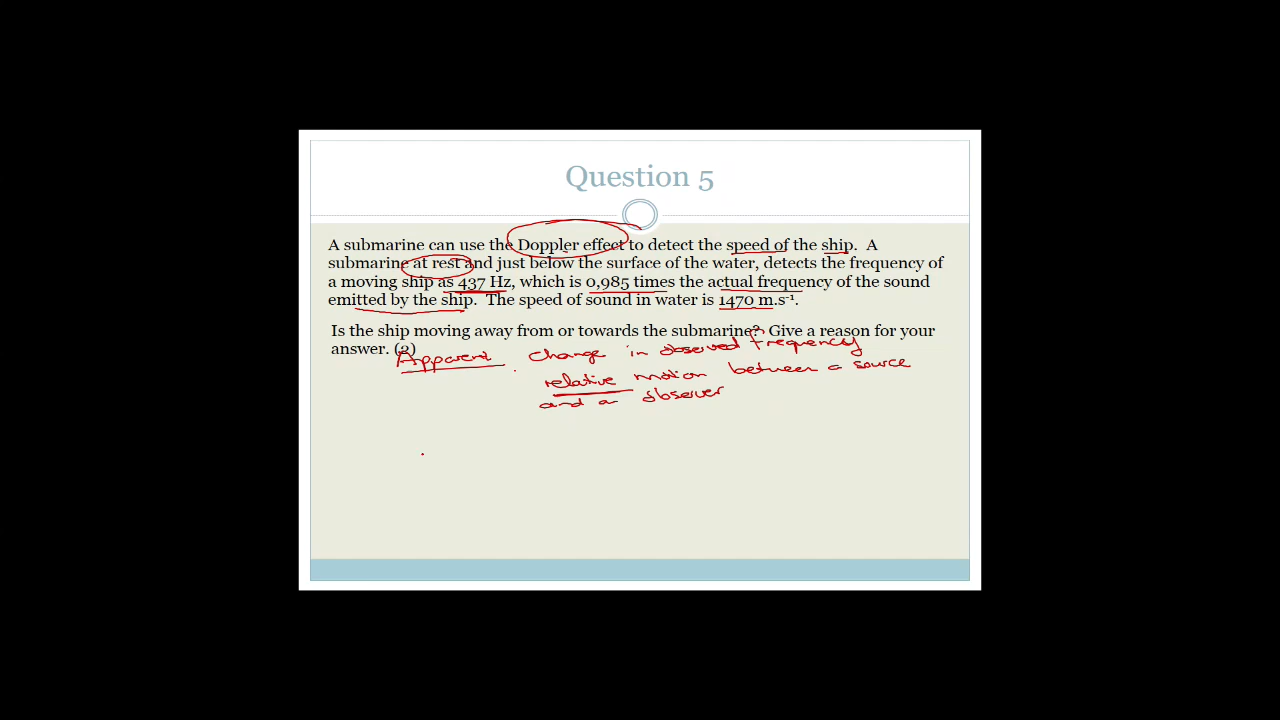 Question 5
A submarine can use the Doppler effect to detect the speed of the ship. A
submarine at rest and just below the surface of the water, detects the frequency of
a moving ship as 437 Hz, which is 0,985 times the actual frequency of the sound
emitted by the ship. The speed of sound in water is 1470 m.s⁻¹.
Is the ship moving away from or towards the submarine? Give a reason for your
answer. (2)
Apparent change in observed frequency
relative motion between a source
and a observer